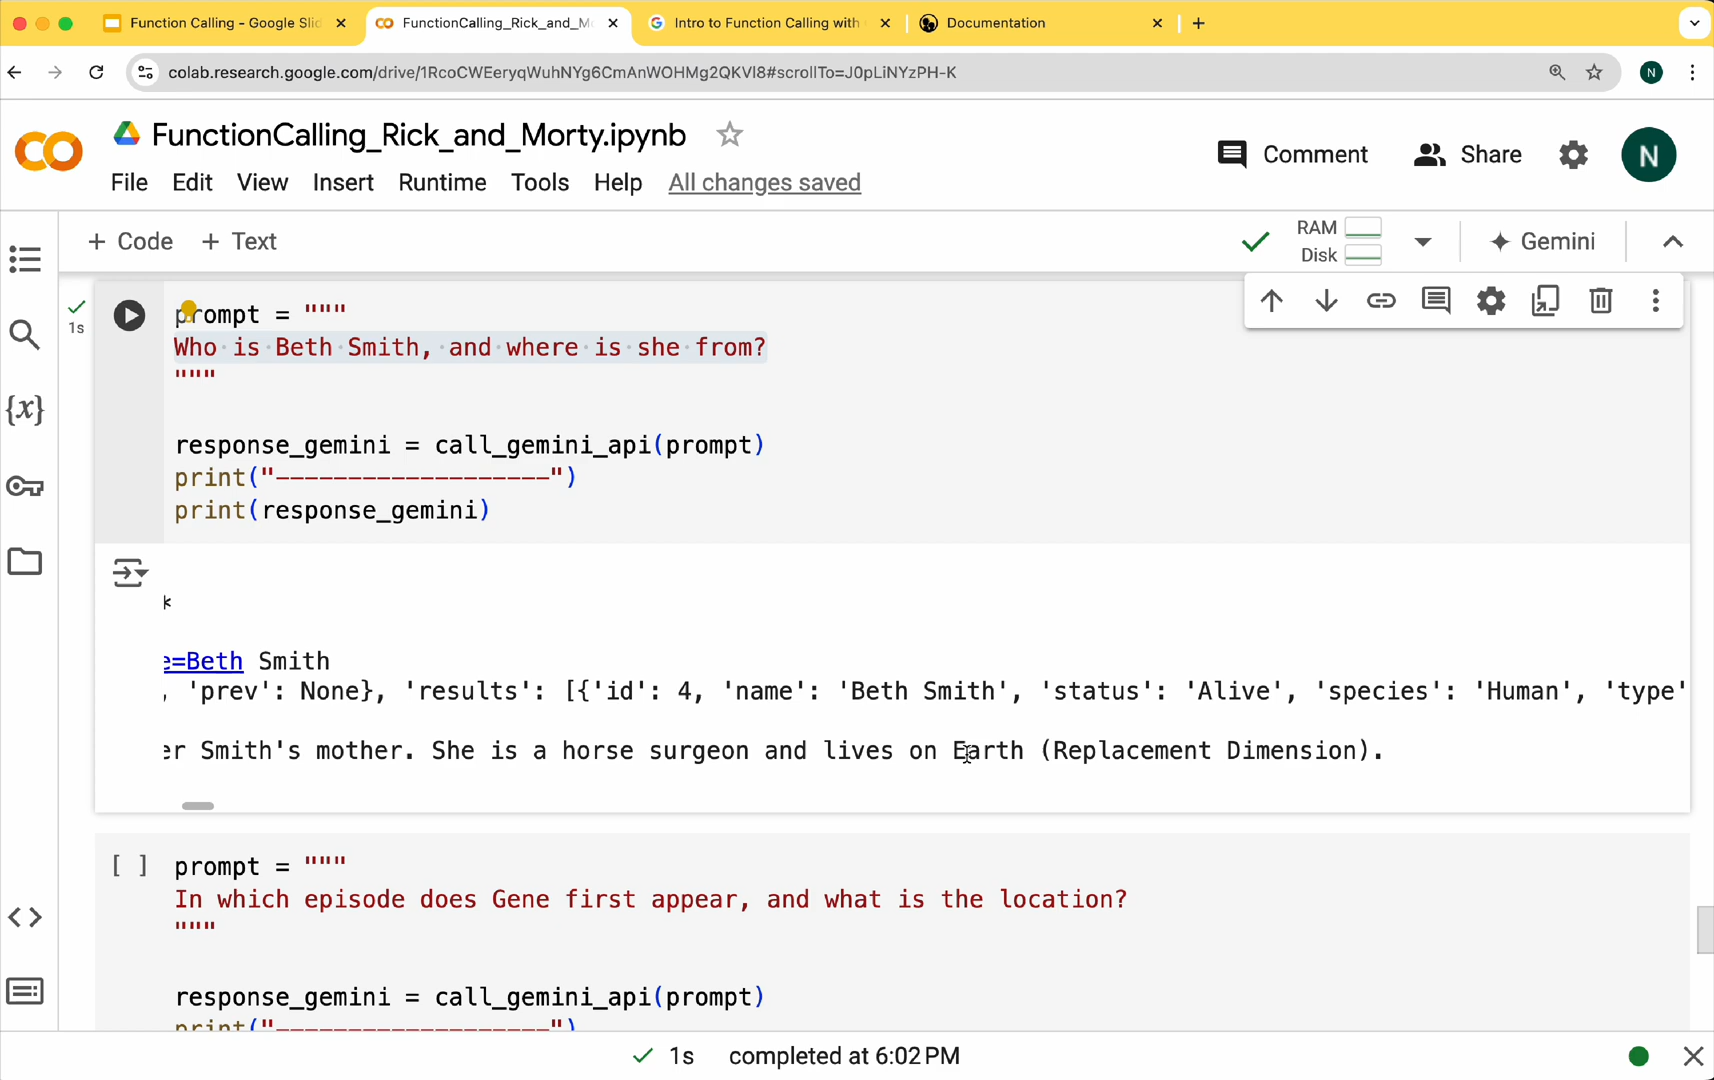 Function Calling - Google Slid
FunctionCalling_Rick_and_Mo
Intro to Function Calling with
Documentation
colab.research.google.com/drive/1RcoCWEeryqWuhNYg6CmAnWOHMg2QKVl8#scrollTo=J0pLiNYzPH-K
N
FunctionCalling_Rick_and_Morty.ipynb
Comment
Share
N
File Edit View Insert Runtime Tools Help All changes saved
+ Code + Text
RAM
Disk
Gemini
1s
prompt = """
Who is Beth Smith, and where is she from?
"""
response_gemini = call_gemini_api(prompt)
print("-------------------")
print(response_gemini)
*
e=Beth Smith
, 'prev': None}, 'results': [{'id': 4, 'name': 'Beth Smith', 'status': 'Alive', 'species': 'Human', 'type'
er Smith's mother. She is a horse surgeon and lives on Earth (Replacement Dimension).
[ ] prompt = """
In which episode does Gene first appear, and what is the location?
"""
response_gemini = call_gemini_api(prompt)
print("-------------------")
1s completed at 6:02 PM